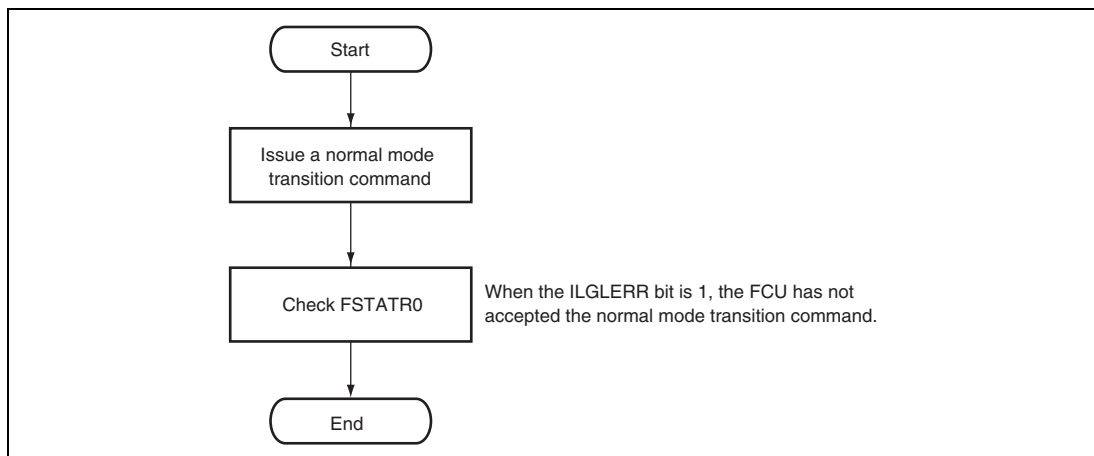 Start
Issue a normal mode
transition command
Check FSTATR0
When the ILGLERR bit is 1, the FCU has not
accepted the normal mode transition command.
End